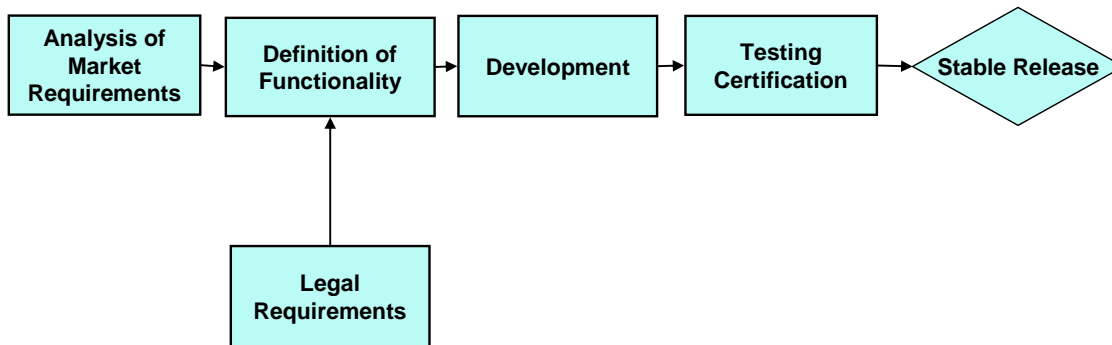 Analysis of
Market
Requirements
Definition of
Functionality
Development
Testing
Certification
Stable Release
Legal
Requirements